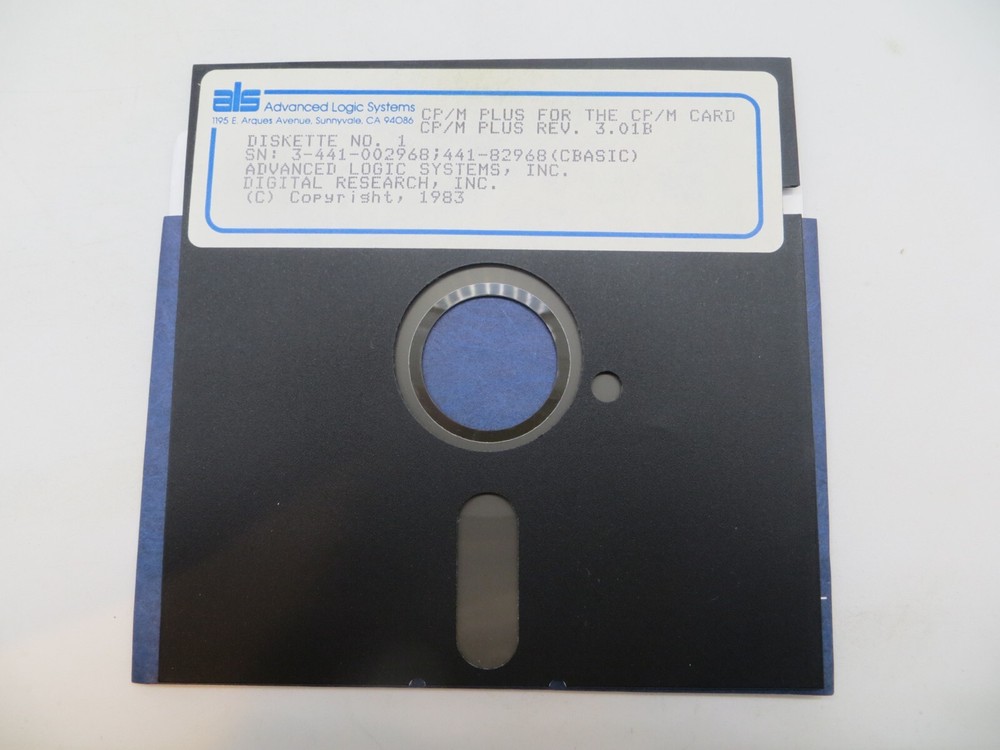 als Advanced Logic Systems
1195 E. Arques Avenue, Sunnyvale, CA 94086
CP/M PLUS FOR THE CP/M CARD
CP/M PLUS REV. 3.01B
DISKETTE NO. 1
SN: 3-441-002968;441-82968(CBASIC)
ADVANCED LOGIC SYSTEMS, INC.
DIGITAL RESEARCH, INC.
(C) Copyright, 1983